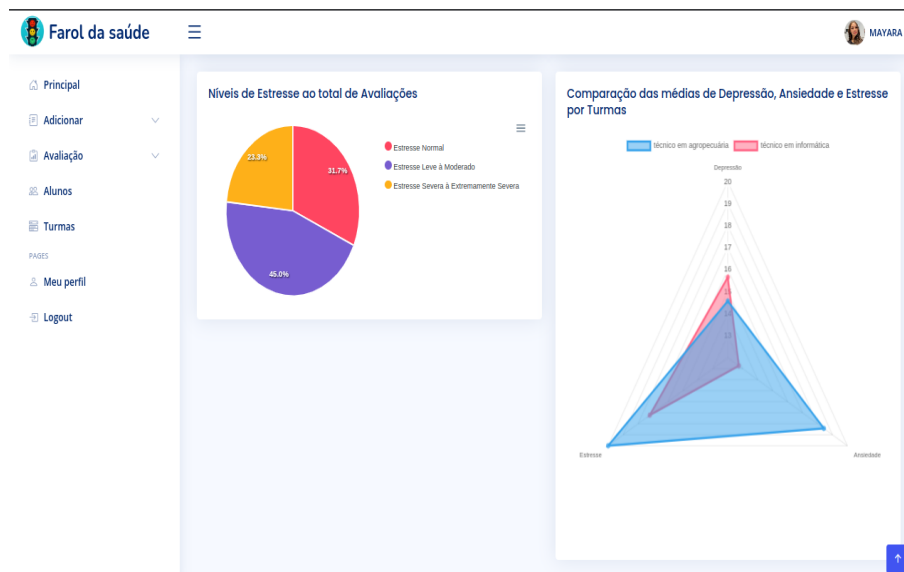 Farol da saúde
MAYARA
Principal
Adicionar
Avaliação
Alunos
Turmas
PAGES
Meu perfil
Logout
Níveis de Estresse ao total de Avaliações
23.3%
31.7%
45.0%
Estresse Normal
Estresse Leve à Moderado
Estresse Severa à Extremamente Severa
Comparação das médias de Depressão, Ansiedade e Estresse
por Turmas
técnico em agropecuária técnico em informática
Depressão
20
19
18
17
16
15
14
13
Estresse
Ansiedade